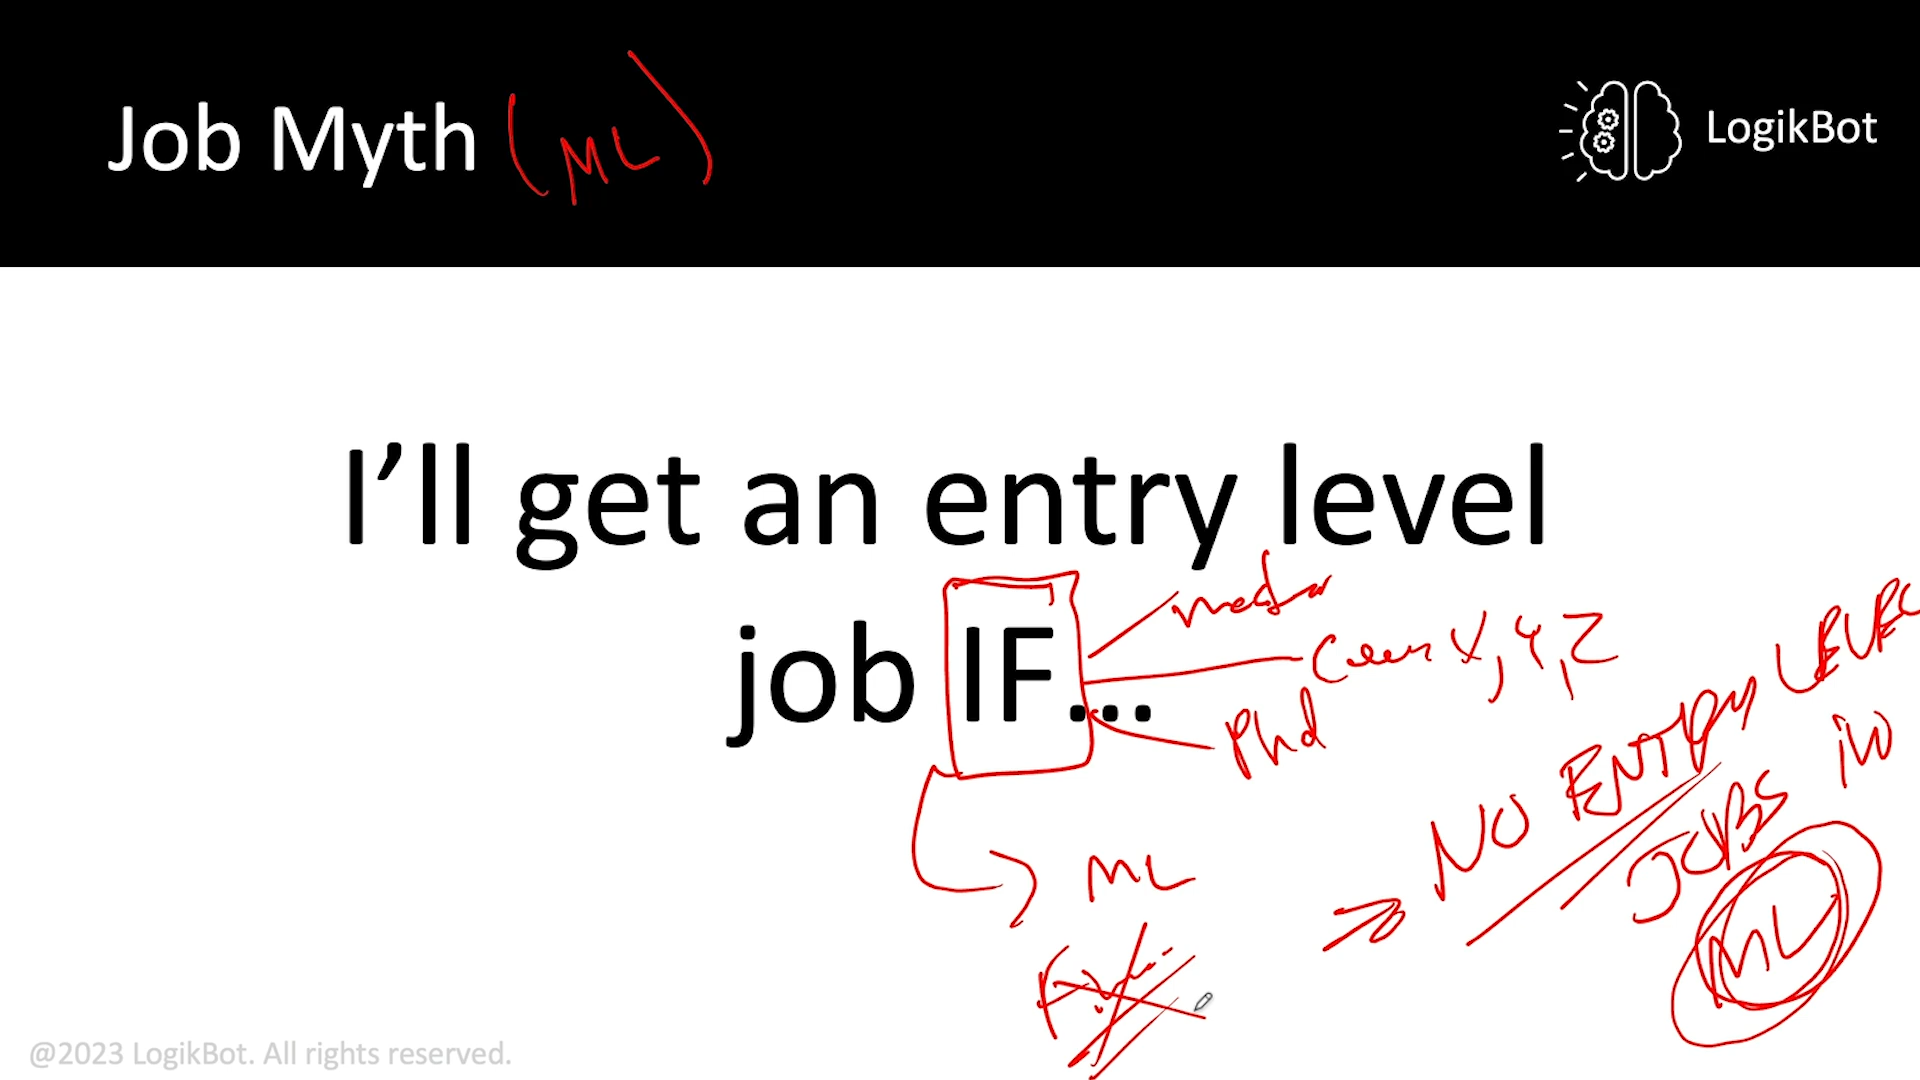 Job Myth (ML)
LogikBot
I'll get an entry level
job IF...
X, Y, Z
Phd
NO ENTRY LEVEL
JOBS IN
ML
ML
@2023 LogikBot. All rights reserved.